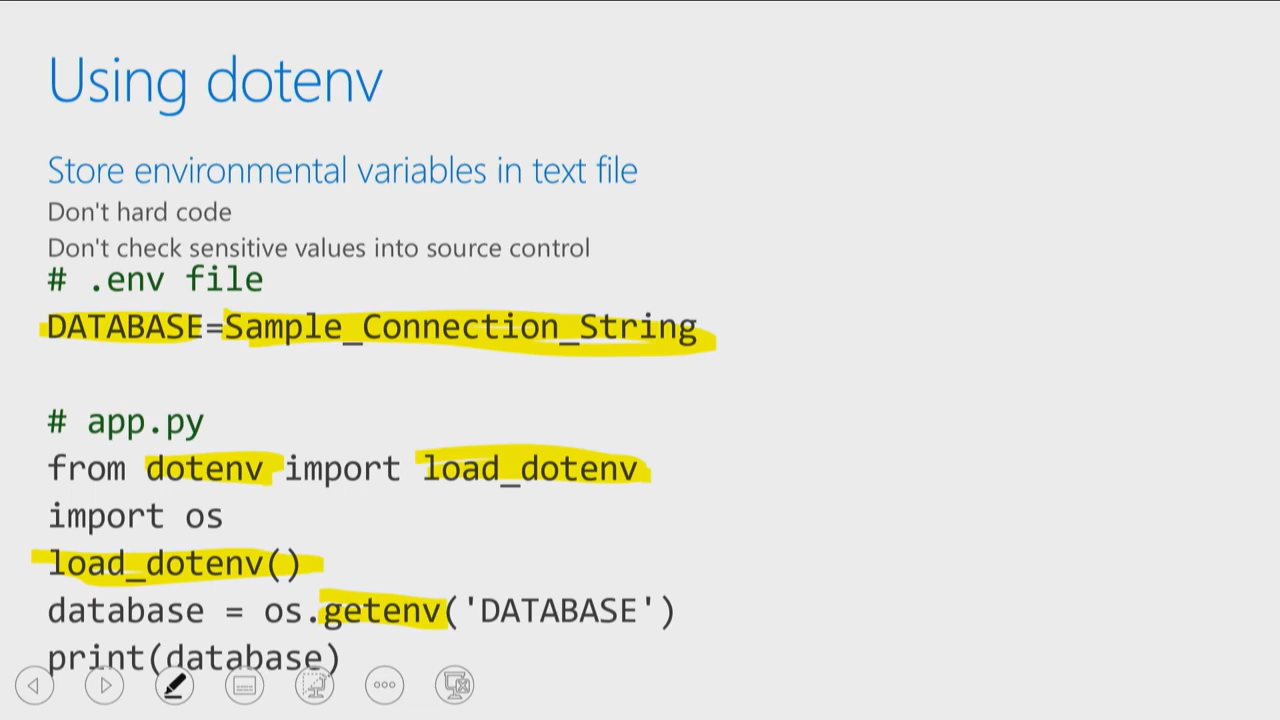 Using dotenv
Store environmental variables in text file
Don't hard code
Don't check sensitive values into source control
# .env file
DATABASE=Sample_Connection_String
# app.py
from dotenv import load_dotenv
import os
load_dotenv()
database = os.getenv('DATABASE')
print(database)